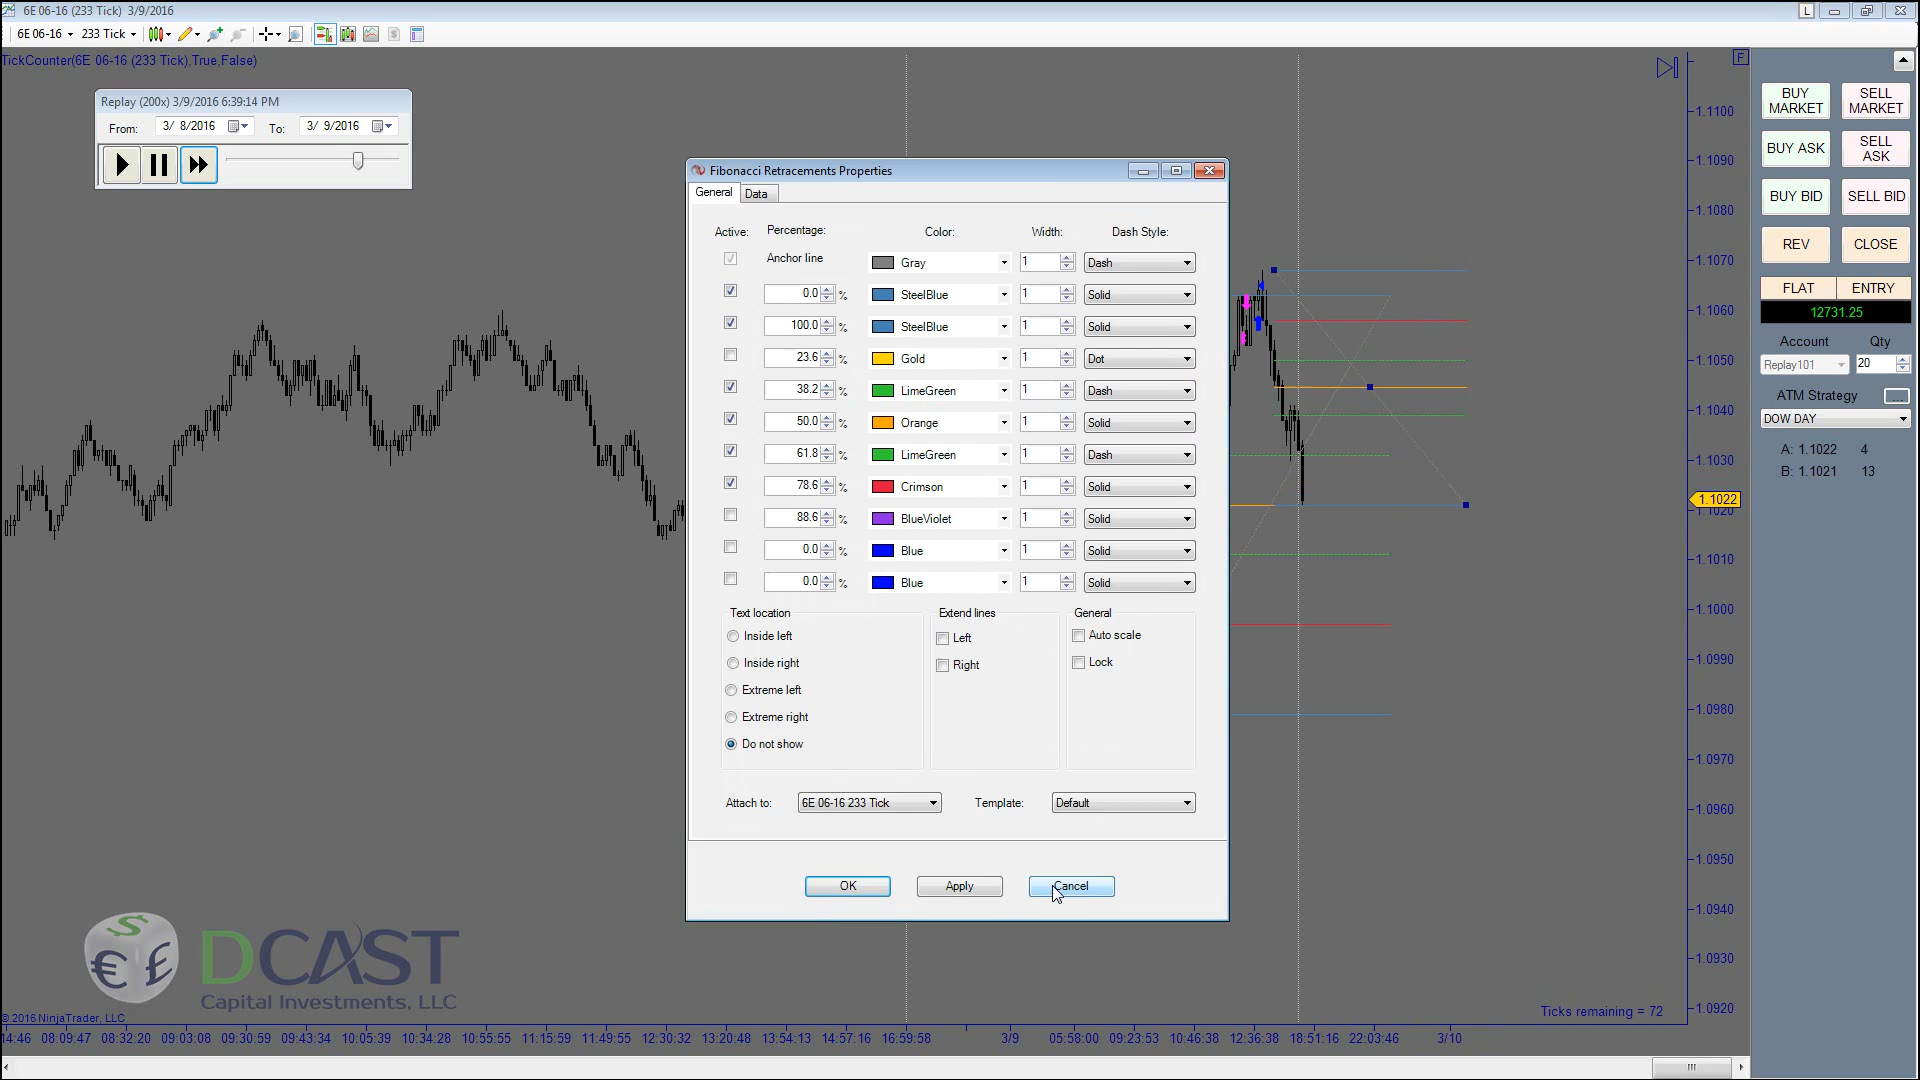 6E 06-16 (233 Tick) 3/9/2016
L
6E 06-16 233 Tick
TickCounter(6E 06-16 (233 Tick),True,False)
F
Replay (200x) 3/9/2016 6:39:14 PM
From: 3/ 8/2016 To: 3/ 9/2016
Fibonacci Retracements Properties
General Data
Active: Percentage: Color: Width: Dash Style:
Anchor line Gray 1 Dash
0.0 % SteelBlue 1 Solid
100.0 % SteelBlue 1 Solid
23.6 % Gold 1 Dot
38.2 % LimeGreen 1 Dash
50.0 % Orange 1 Solid
61.8 % LimeGreen 1 Dash
78.6 % Crimson 1 Solid
88.6 % BlueViolet 1 Solid
0.0 % Blue 1 Solid
0.0 % Blue 1 Solid
Text location Extend lines General
Inside left Left Auto scale
Inside right Right Lock
Extreme left
Extreme right
Do not show
Attach to: 6E 06-16 233 Tick Template: Default
OK Apply Cancel
1.1100
1.1090
1.1080
1.1070
1.1060
1.1050
1.1040
1.1030
1.1022
1.1020
1.1010
1.1000
1.0990
1.0980
1.0970
1.0960
1.0950
1.0940
1.0930
1.0920
BUY MARKET SELL MARKET
BUY ASK SELL ASK
BUY BID SELL BID
REV CLOSE
FLAT ENTRY
12731.25
Account Qty
Replay101 20
ATM Strategy ...
DOW DAY
A: 1.1022 4
B: 1.1021 13
$ € £
DCAST
Capital Investments, LLC
© 2016 NinjaTrader, LLC
Ticks remaining = 72
14:46 08:09:47 08:32:20 09:03:08 09:30:59 09:43:34 10:05:39 10:34:28 10:55:55 11:15:59 11:49:55 12:30:32 13:20:48 13:54:13 14:57:16 16:59:58 3/9 05:58:00 09:23:53 10:46:38 12:36:38 18:51:16 22:03:46 3/10